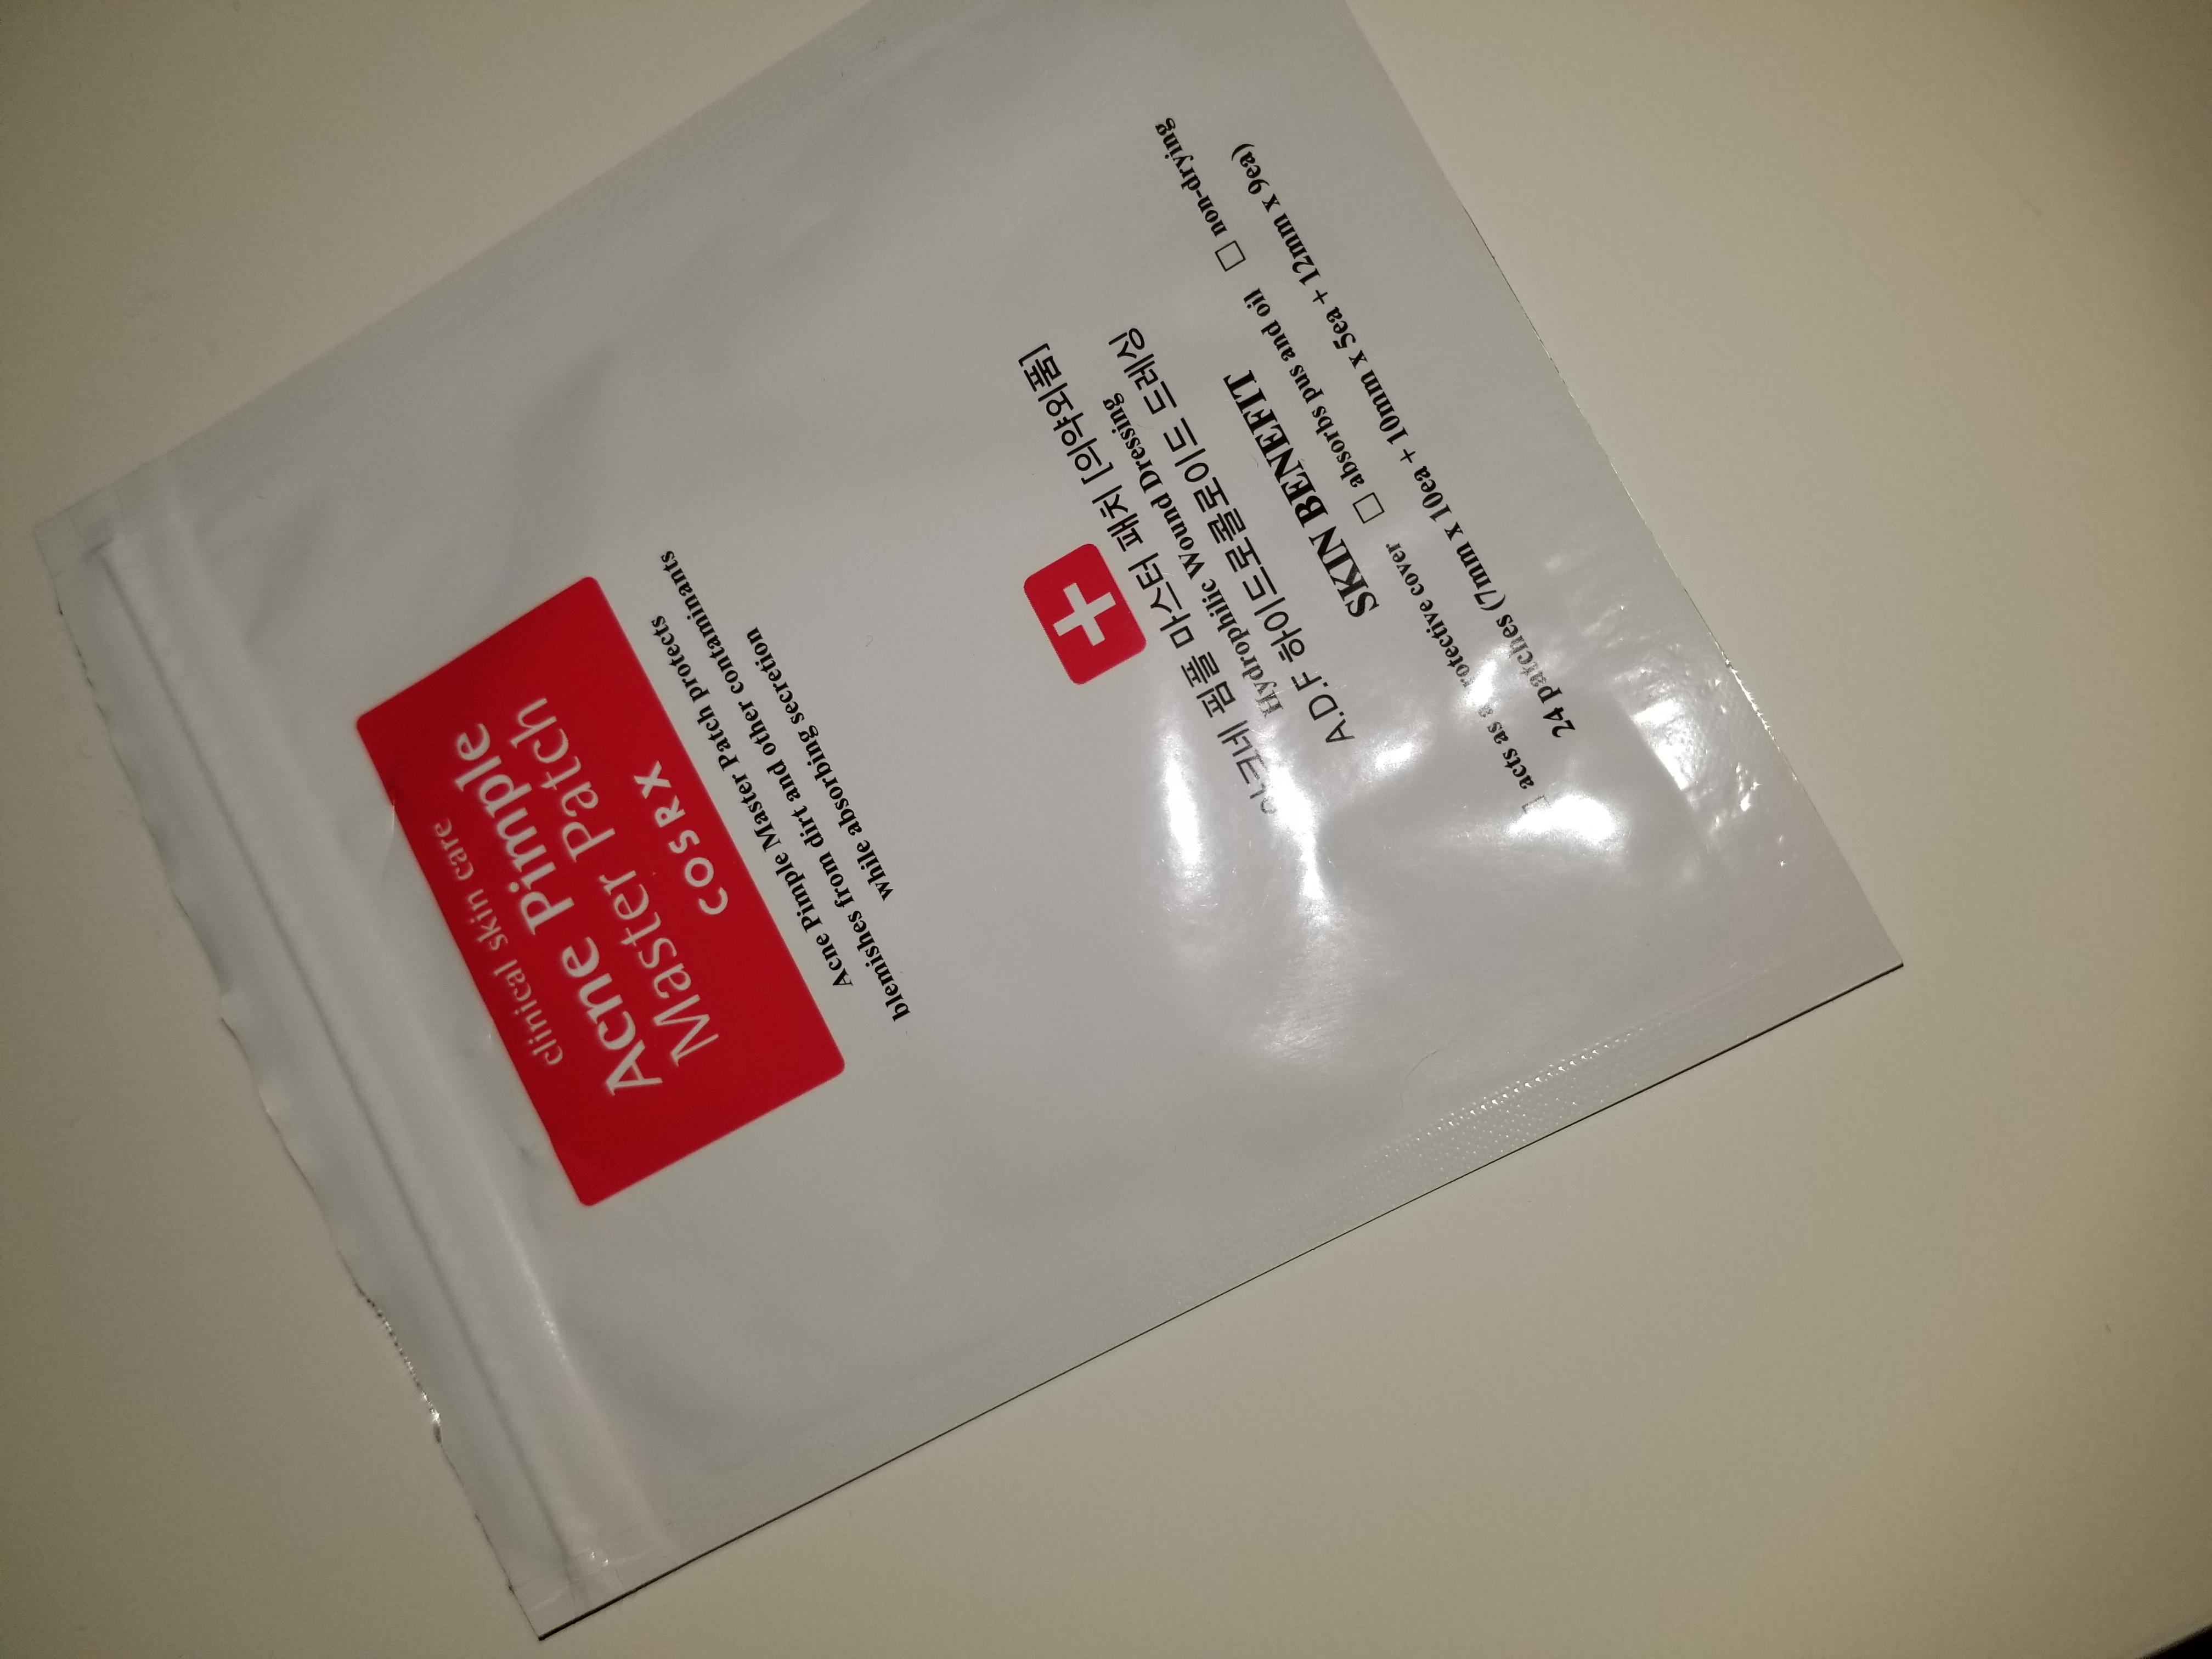 clinical skin care
Acne Pimple
Master Patch
COSRX
Acne Pimple Master Patch protects
blemishes from dirt and other contaminants
while absorbing secretion
아크네 핌플 마스터 패치 [의약외품]
Hydrophilic Wound Dressing
A.D.F 하이드로콜로이드 드레싱
SKIN BENEFIT
□ acts as a protective cover □ absorbs pus and oil □ non-drying
24 patches (7mm x 10ea + 10mm x 5ea + 12mm x 9ea)